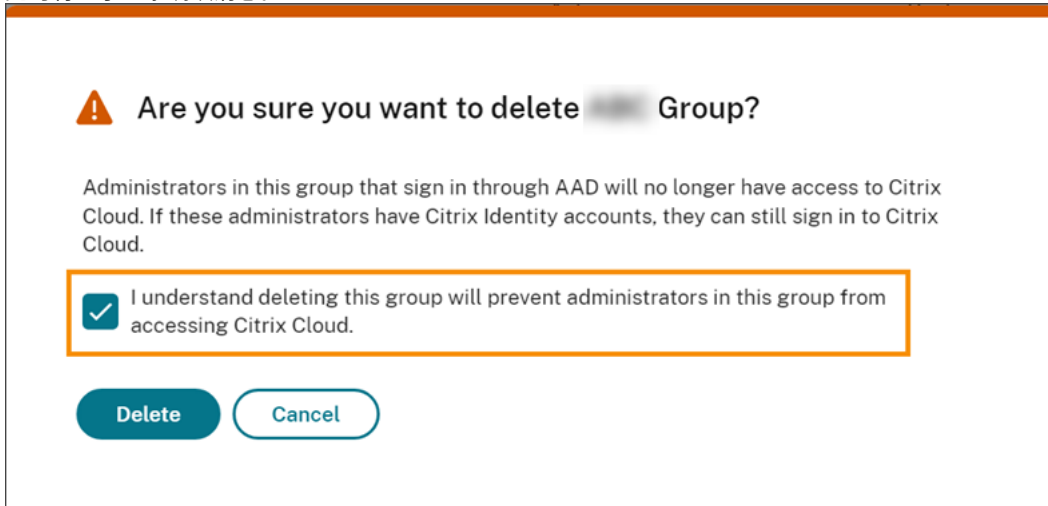 Are you sure you want to delete Group?
Administrators in this group that sign in through AAD will no longer have access to Citrix
Cloud. If these administrators have Citrix Identity accounts, they can still sign in to Citrix
Cloud.
I understand deleting this group will prevent administrators in this group from
accessing Citrix Cloud.
Delete
Cancel